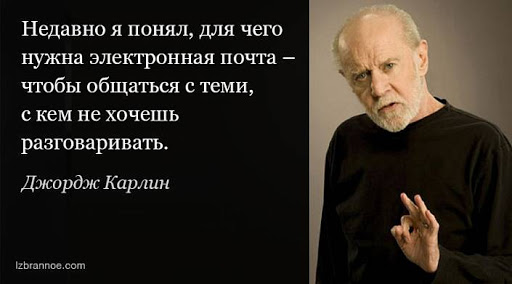 Недавно я понял, для чего
нужна электронная почта –
чтобы общаться с теми,
с кем не хочешь
разговаривать.
Джордж Карлин
Izbrannoe.com